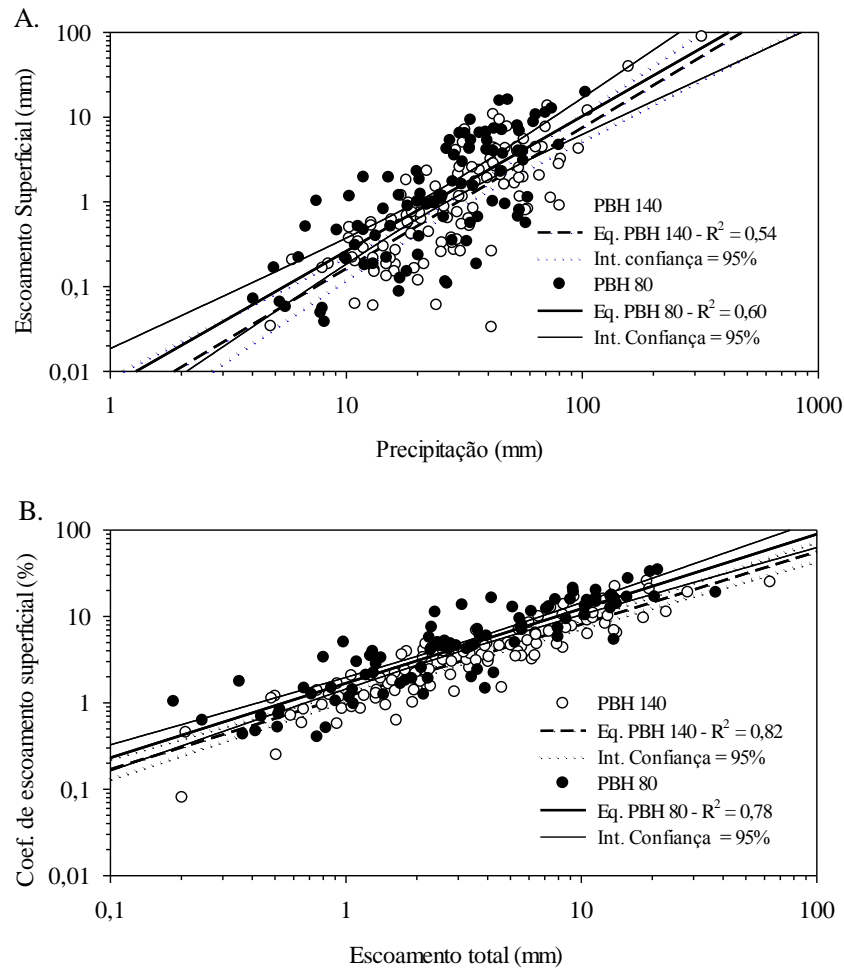 A.
100
10
1
0,1
0,01
Escoamento Superficial (mm)
PBH 140
Eq. PBH 140 - R² = 0,54
Int. confiança = 95%
PBH 80
Eq. PBH 80 - R² = 0,60
Int. Confiança = 95%
1 10 100 1000
Precipitação (mm)
B.
100
10
1
0,1
0,01
Coef. de escoamento superficial (%)
PBH 140
Eq. PBH 140 - R² = 0,82
Int. Confiança = 95%
PBH 80
Eq. PBH 80 - R² = 0,78
Int. Confiança = 95%
0,1 1 10 100
Escoamento total (mm)